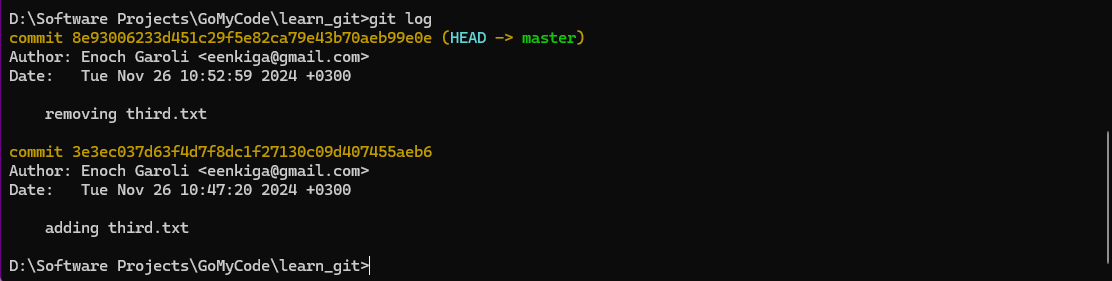 D:\Software Projects\GoMyCode\learn_git>git log
commit 8e93006233d451c29f5e82ca79e43b70aeb99e0e (HEAD -> master)
Author: Enoch Garoli <eenkiga@gmail.com>
Date:   Tue Nov 26 10:52:59 2024 +0300
    removing third.txt
commit 3e3ec037d63f4d7f8dc1f27130c09d407455aeb6
Author: Enoch Garoli <eenkiga@gmail.com>
Date:   Tue Nov 26 10:47:20 2024 +0300
    adding third.txt
D:\Software Projects\GoMyCode\learn_git>